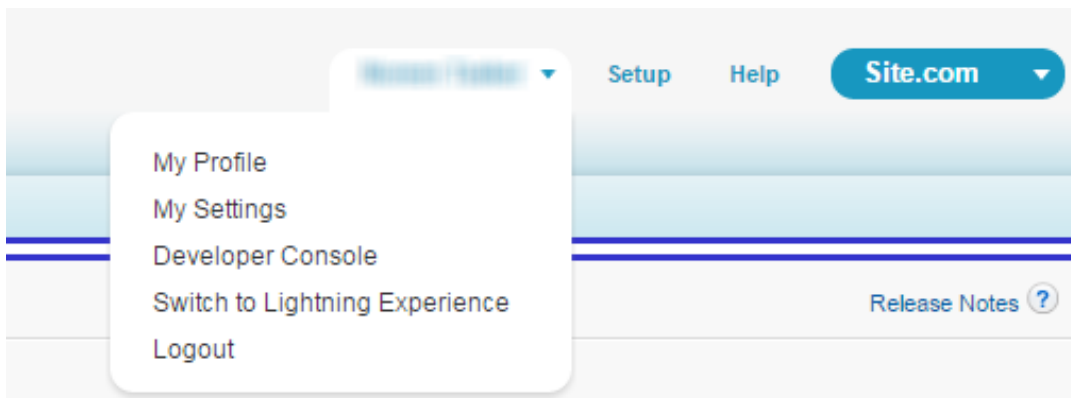 Setup Help Site.com
My Profile
My Settings
Developer Console
Switch to Lightning Experience
Release Notes ?
Logout